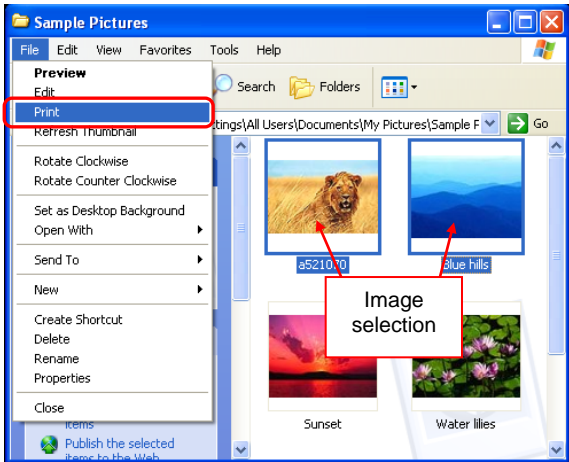 Sample Pictures
File Edit View Favorites Tools Help
Search Folders
ttings\All Users\Documents\My Pictures\Sample P Go
Preview
Edit
Print
Refresh Thumbnail
Rotate Clockwise
Rotate Counter Clockwise
Set as Desktop Background
Open With
Send To
New
Create Shortcut
Delete
Rename
Properties
Close
items
Publish the selected
items to the Web
Blue hills
Image
selection
Sunset Water lilies